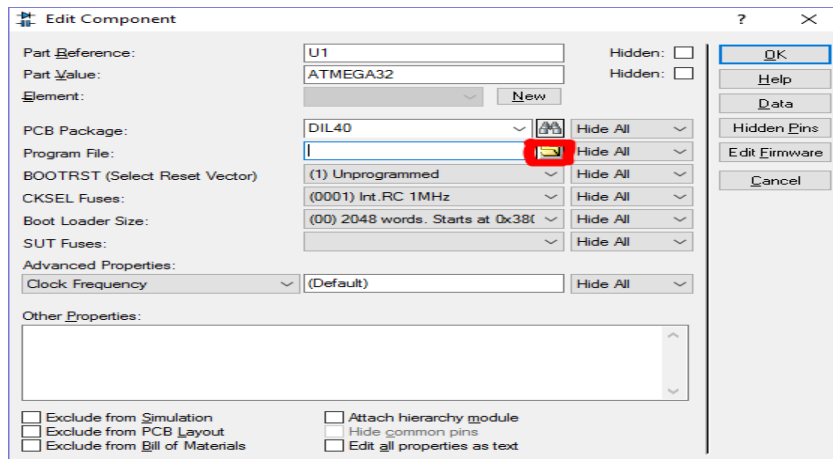 Edit Component ?
Part Reference: U1 Hidden: OK
Part Value: ATMEGA32 Hidden: Help
Element: New Data
PCB Package: DIL40 Hide All Hidden Pins
Program File: Hide All Edit Firmware
BOOTRST (Select Reset Vector) (1) Unprogrammed Hide All
CKSEL Fuses: (0001) Int.RC 1MHz Hide All Cancel
Boot Loader Size: (00) 2048 words. Starts at 0x380 Hide All
SUT Fuses: Hide All
Advanced Properties:
Clock Frequency (Default) Hide All
Other Properties:
Exclude from Simulation Attach hierarchy module
Exclude from PCB Layout Hide common pins
Exclude from Bill of Materials Edit all properties as text